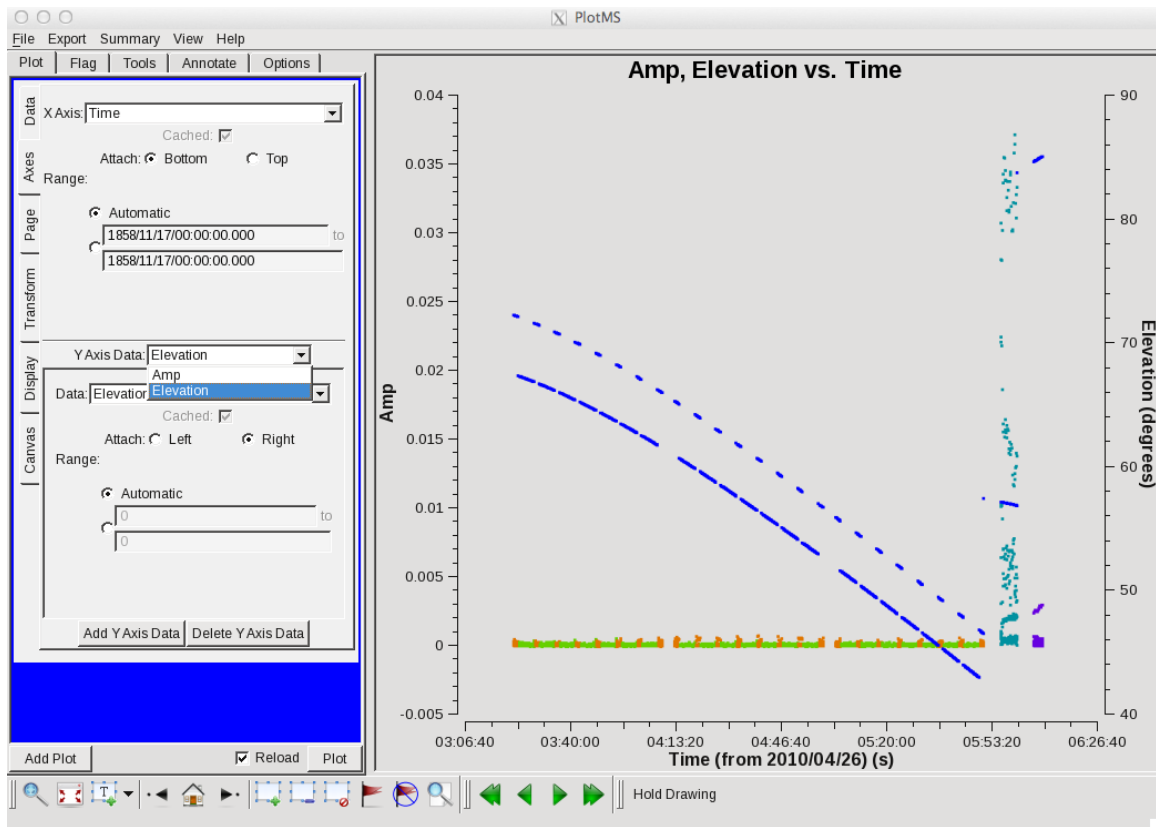 PlotMS
File Export Summary View Help
Plot Flag Tools Annotate Options
Data
Axes
Page
Transform
Display
Canvas
X Axis: Time
Cached:
Attach: Bottom Top
Range:
Automatic
1858/11/17/00:00:00.000 to
1858/11/17/00:00:00.000
Y Axis Data: Elevation
Amp
Elevation
Data: Elevation
Cached:
Attach: Left Right
Range:
Automatic
0 to
0
Add Y Axis Data Delete Y Axis Data
Add Plot Reload Plot
Amp, Elevation vs. Time
0.04
0.035
0.03
0.025
0.02
0.015
0.01
0.005
0
-0.005
Amp
90
80
70
60
50
40
Elevation (degrees)
03:06:40 03:40:00 04:13:20 04:46:40 05:20:00 05:53:20 06:26:40
Time (from 2010/04/26) (s)
T
Hold Drawing